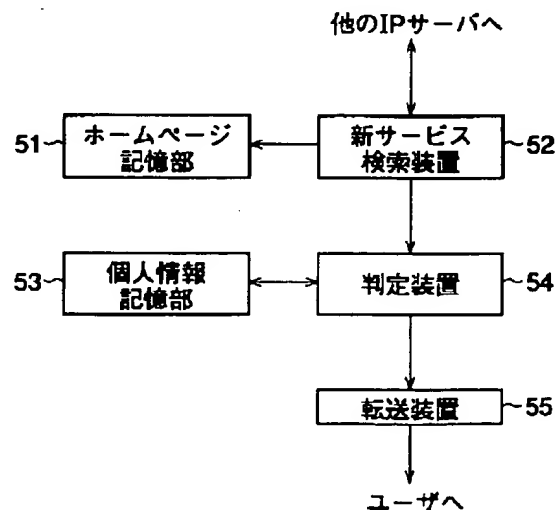 他のIPサーバへ
51
ホームページ
記憶部
新サービス
検索装置
52
53
個人情報
記憶部
判定装置
54
転送装置
55
ユーザへ